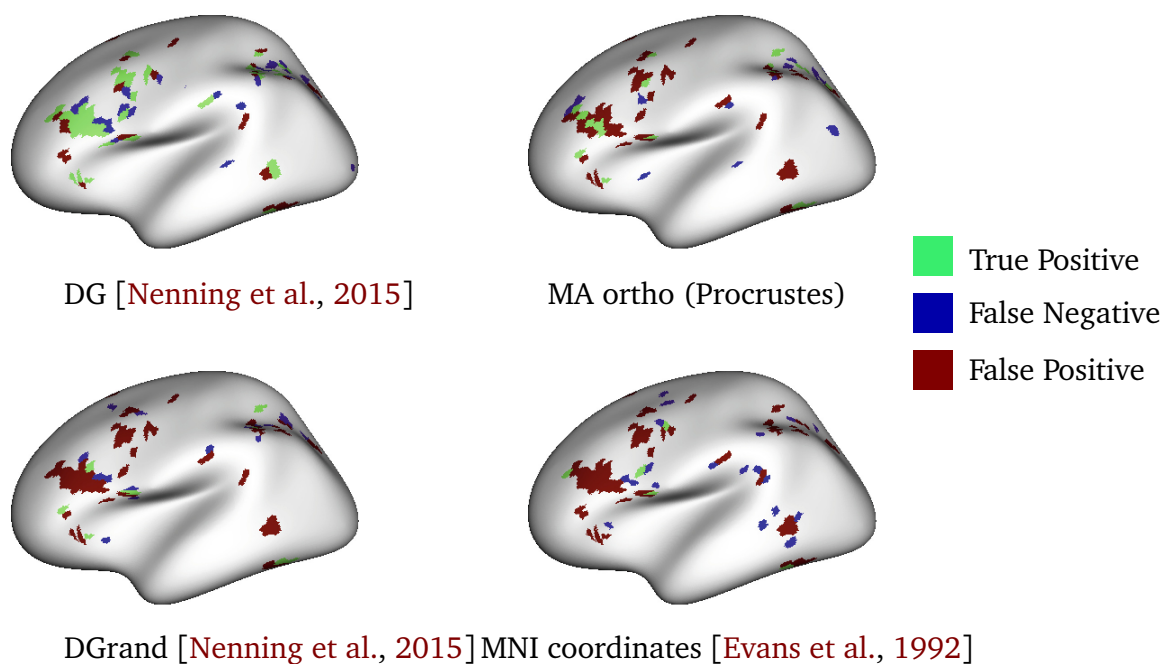 DG [Nenning et al., 2015]
MA ortho (Procrustes)
True Positive
False Negative
False Positive
DGrand [Nenning et al., 2015]
MNI coordinates [Evans et al., 1992]